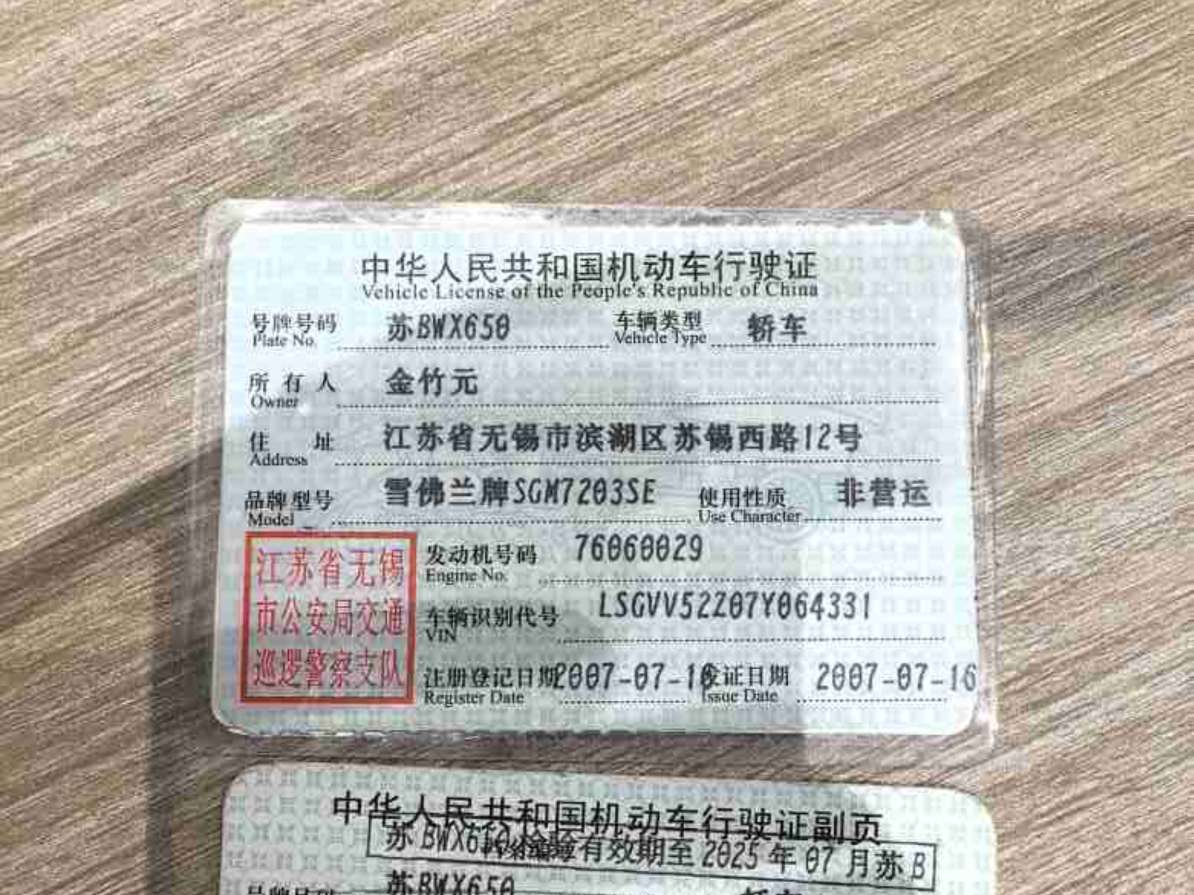 中华人民共和国机动车行驶证
Vehicle License of the People's Republic of China
号牌号码 苏BWX650 车辆类型 轿车
Plate No. Vehicle Type
所有人 金竹元
Owner
住址 江苏省无锡市滨湖区苏锡西路12号
Address
品牌型号 雪佛兰牌SGM7203SE 使用性质 非营运
Model Use Character
江苏省无锡
市公安局交通
巡逻警察支队
发动机号码 76060029
Engine No.
车辆识别代号 LSGVV52Z07Y064331
VIN
注册登记日期 2007-07-16 发证日期 2007-07-16
Register Date Issue Date
中华人民共和国机动车行驶证副页
苏BWX650检验有效期至2025年07月苏B
苏BWX650